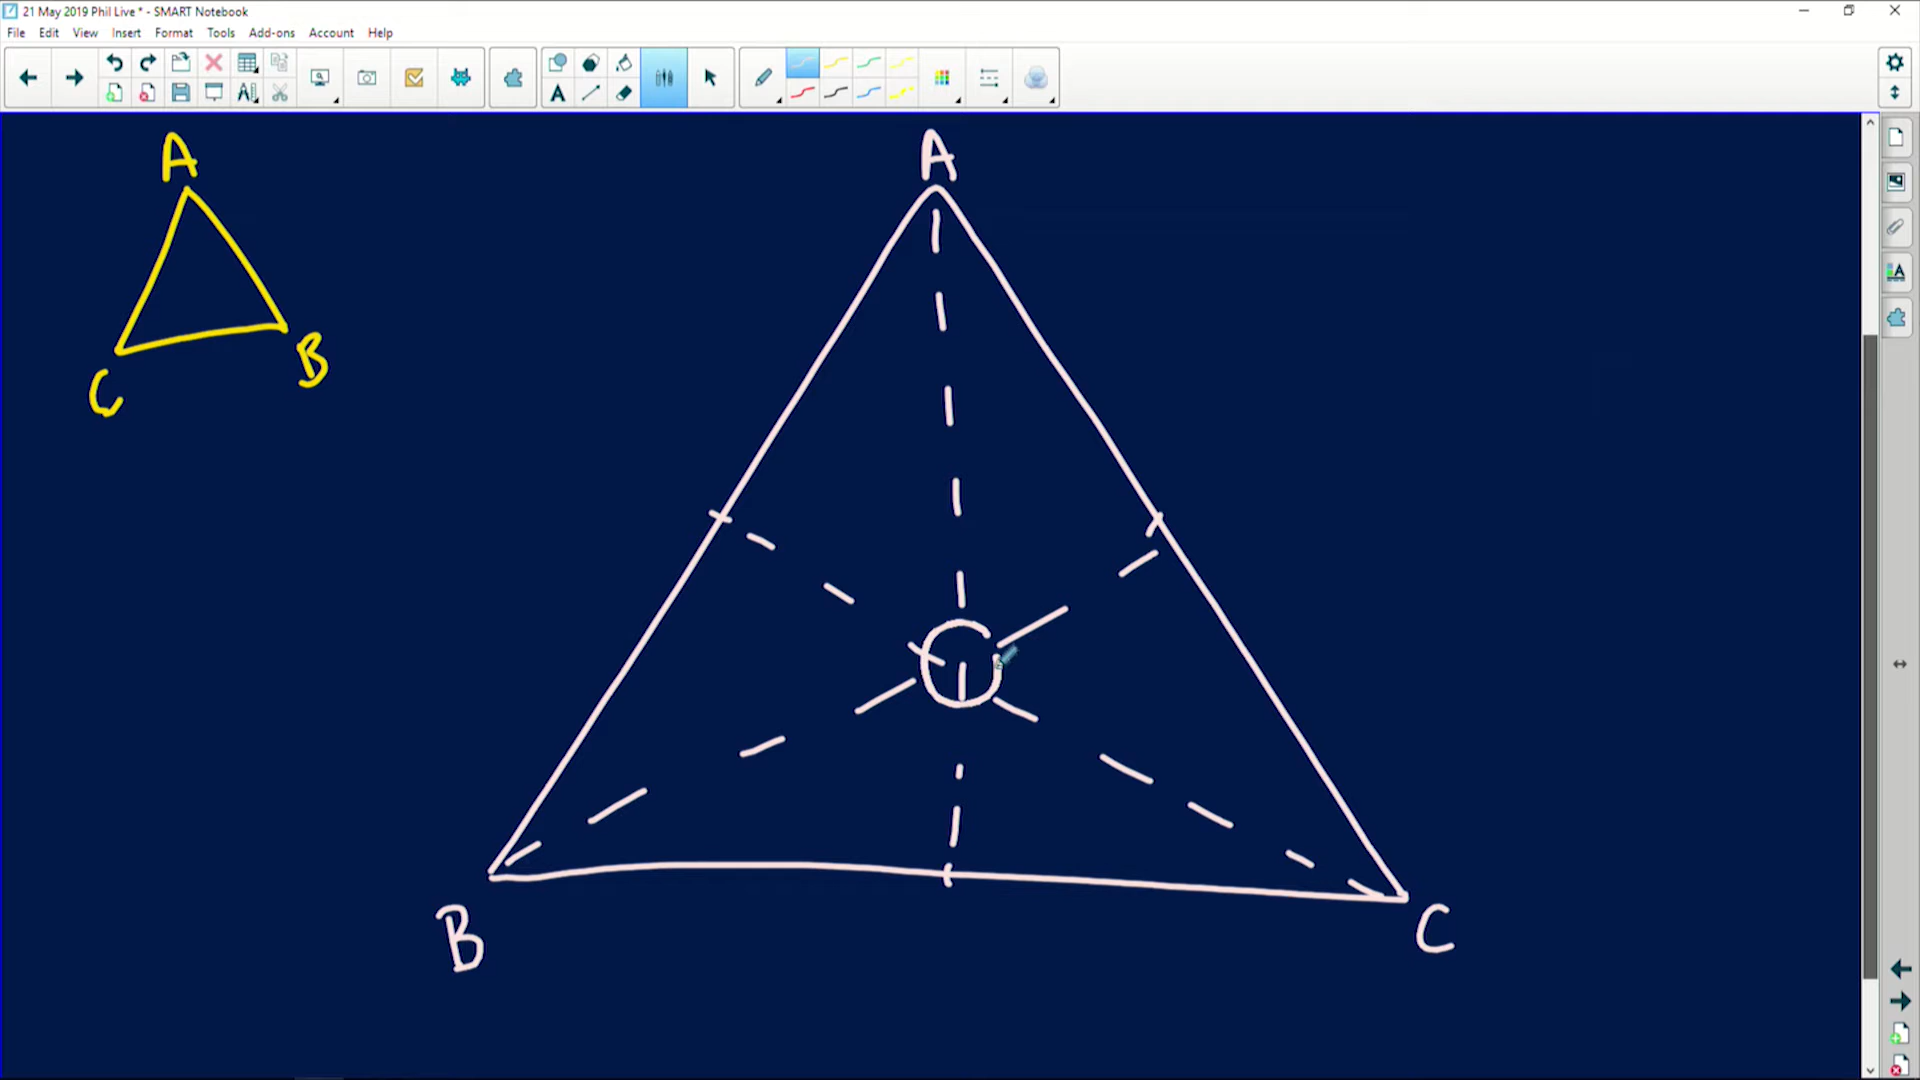 21 May 2019 Phil Live * - SMART Notebook
File Edit View Insert Format Tools Add-ons Account Help
A
A
B
C
B
C